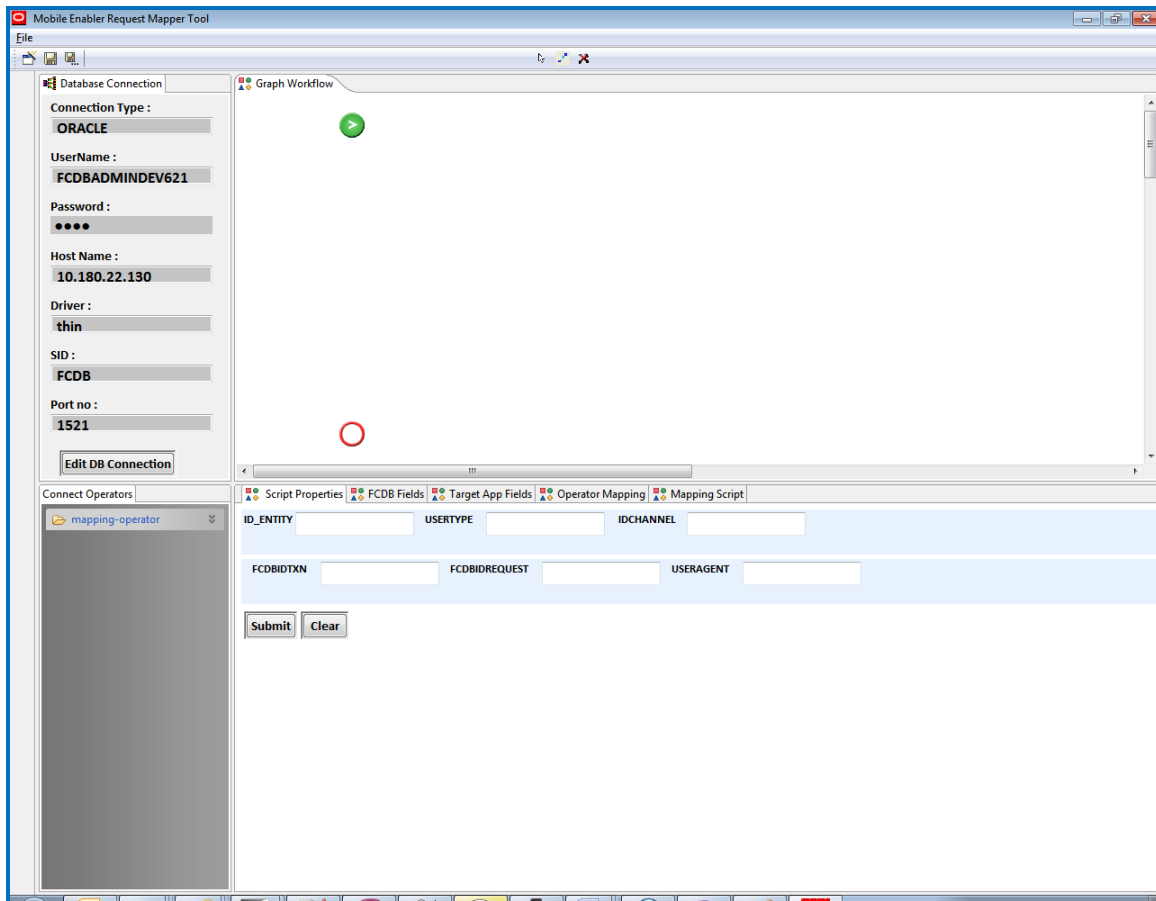 Mobile Enabler Request Mapper Tool
File
Database Connection
Connection Type :
ORACLE
UserName :
FCDBADMINDEV621
Password :
●●●●
Host Name :
10.180.22.130
Driver :
thin
SID :
FCDB
Port no :
1521
Edit DB Connection
Graph Workflow
Connect Operators
mapping-operator
Script Properties FCDB Fields Target App Fields Operator Mapping Mapping Script
ID_ENTITY USERTYPE IDCHANNEL
FCDBIDTXN FCDBIDREQUEST USERAGENT
Submit Clear